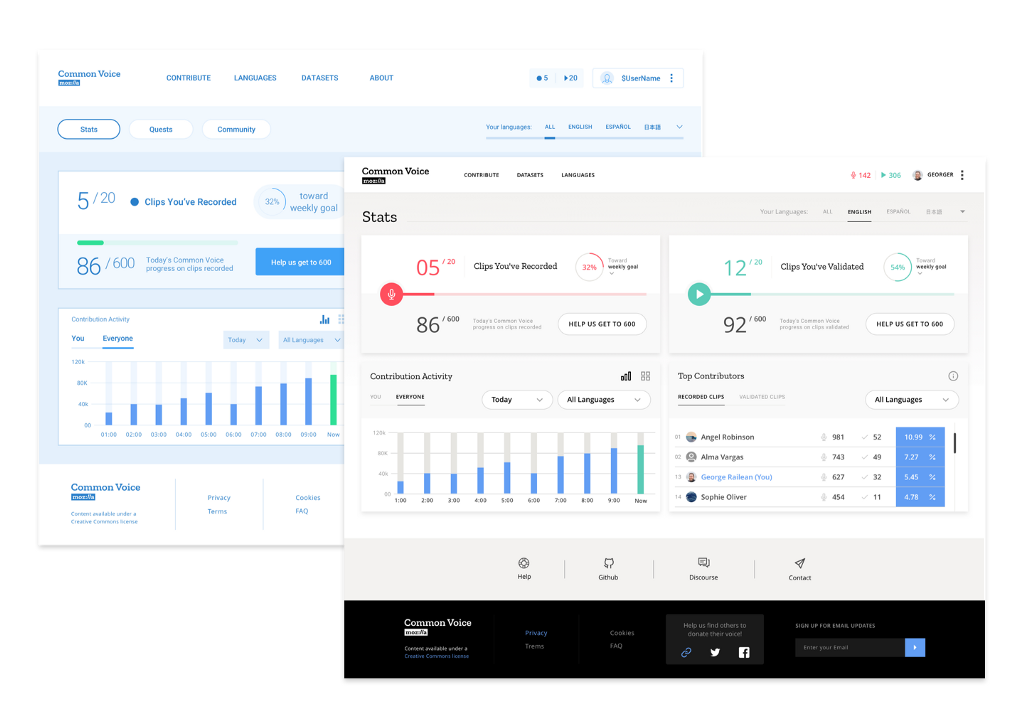 Common Voice
moz://a
CONTRIBUTE
LANGUAGES
DATASETS
ABOUT
5
20
$UserName
Stats
Quests
Community
Your languages:
ALL
ENGLISH
ESPAÑOL
日本語
5 / 20
Clips You've Recorded
32%
toward
weekly goal
86 / 600
Today's Common Voice
progress on clips recorded
Help us get to 600
Contribution Activity
You
Everyone
Today
All Languages
120k
80K
40k
00
01:00
02:00
03:00
04:00
05:00
06:00
07:00
08:00
09:00
Now
Common Voice
moz://a
Content available under a
Creative Commons license
Privacy
Terms
Cookies
FAQ
Common Voice
moz://a
CONTRIBUTE
DATASETS
LANGUAGES
142
306
GEORGER
Stats
Your Languages:
ALL
ENGLISH
ESPAÑOL
日本語
05 / 20
Clips You've Recorded
32%
Toward
weekly goal
86 / 600
Today's Common Voice
progress on clips recorded
HELP US GET TO 600
12 / 20
Clips You've Validated
54%
Toward
weekly goal
92 / 600
Today's Common Voice
progress on clips validated
HELP US GET TO 600
Contribution Activity
YOU
EVERYONE
Today
All Languages
120k
80k
40k
00
1:00
2:00
3:00
4:00
5:00
6:00
7:00
8:00
9:00
Now
Top Contributors
RECORDED CLIPS
VALIDATED CLIPS
All Languages
01 Angel Robinson 981 52 10.99 %
02 Alma Vargas 743 49 7.27 %
13 George Railean (You) 627 32 5.45 %
14 Sophie Oliver 454 11 4.78 %
Help
Github
Discourse
Contact
Common Voice
moz://a
Content available under a
Creative Commons license
Privacy
Trems
Cookies
FAQ
Help us find others to
donate their voice!
SIGN UP FOR EMAIL UPDATES
Enter your Email